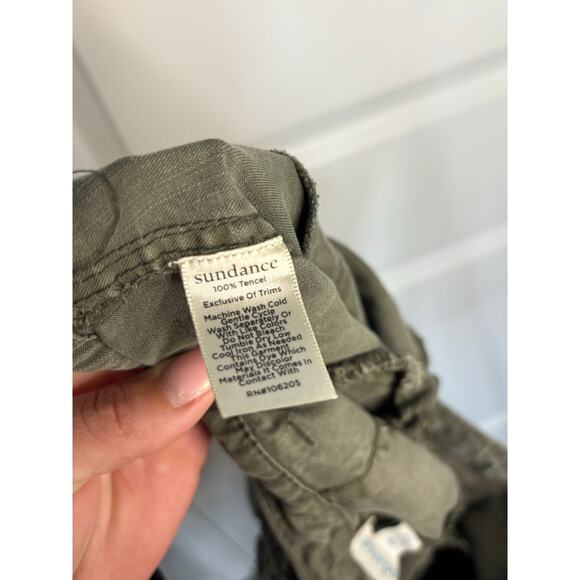 sundance
100% Tencel
Exclusive Of Trims
Machine Wash Cold
Gentle Cycle
Wash Separately Or
With Like Colors
Do Not Bleach
Tumble Dry Low
Cool Iron As Needed
This Garment
Contains Dye Which
May Discolor
Materials It Comes In
Contact With
RN#106205